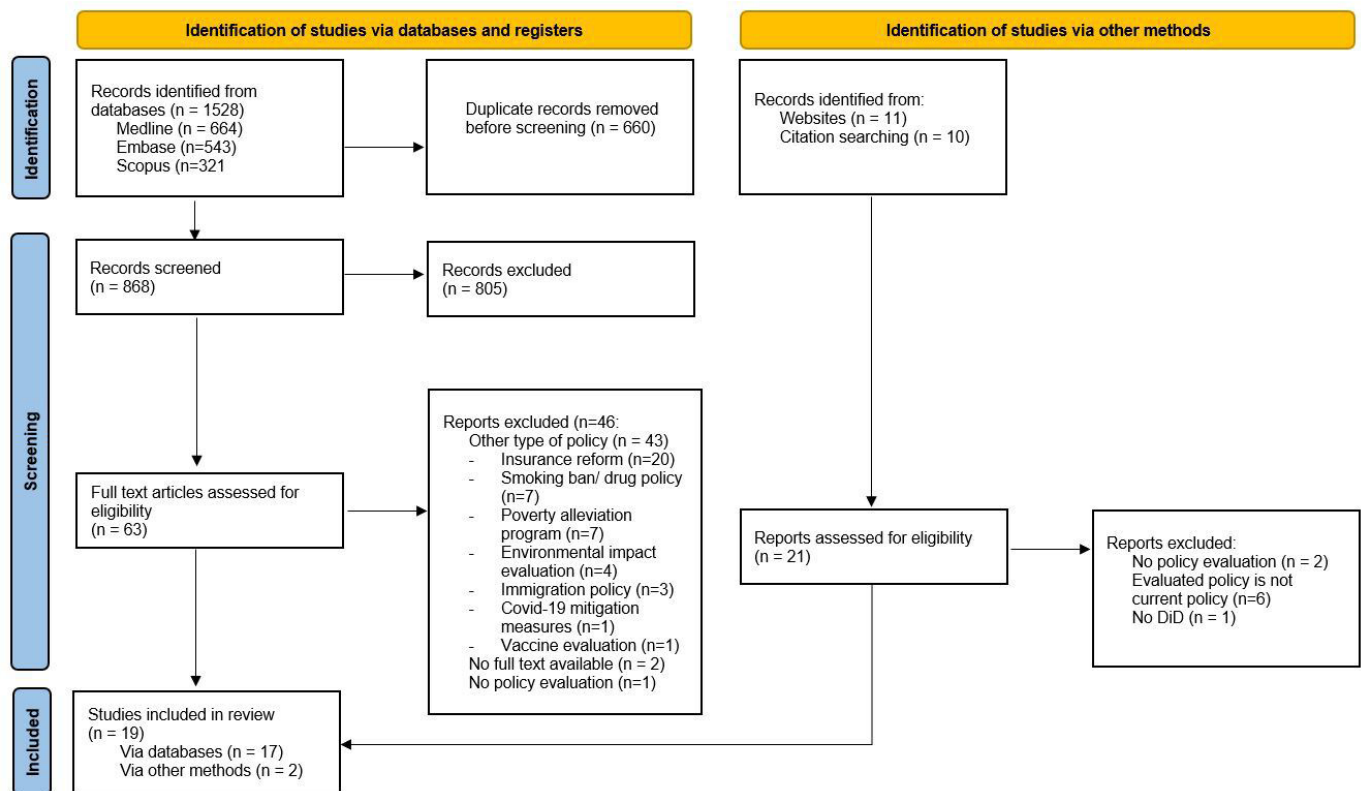 Identification of studies via databases and registers
Identification of studies via other methods
Identification
Records identified from
databases (n = 1528)
Medline = 664)
Embase (n=543)
Scopus (n=321
Duplicate records removed
before screening (n = 660)
Records identified from:
Websites (n = 11)
Citation searching (n = 10)
Screening
Records screened
(n = 868)
Records excluded
(n = 805)
Full text articles assessed for
eligibility
(n = 63)
Reports excluded (n=46:
Other type of policy (n = 43)
- Insurance reform (n=20)
- Smoking ban/ drug policy
(n=7)
- Poverty alleviation
program (n=7)
- Environmental impact
evaluation (n=4)
- Immigration policy (n=3)
- Covid-19 mitigation
measures (n=1)
- Vaccine evaluation (n=1)
No full text available (n = 2)
No policy evaluation (n=1)
Reports assessed for eligibility
(n = 21)
Reports excluded:
No policy evaluation (n = 2)
Evaluated policy is not
current policy (n=6)
No DiD (n = 1)
Included
Studies included in review
(n = 19)
Via databases (n = 17)
Via other methods (n = 2)